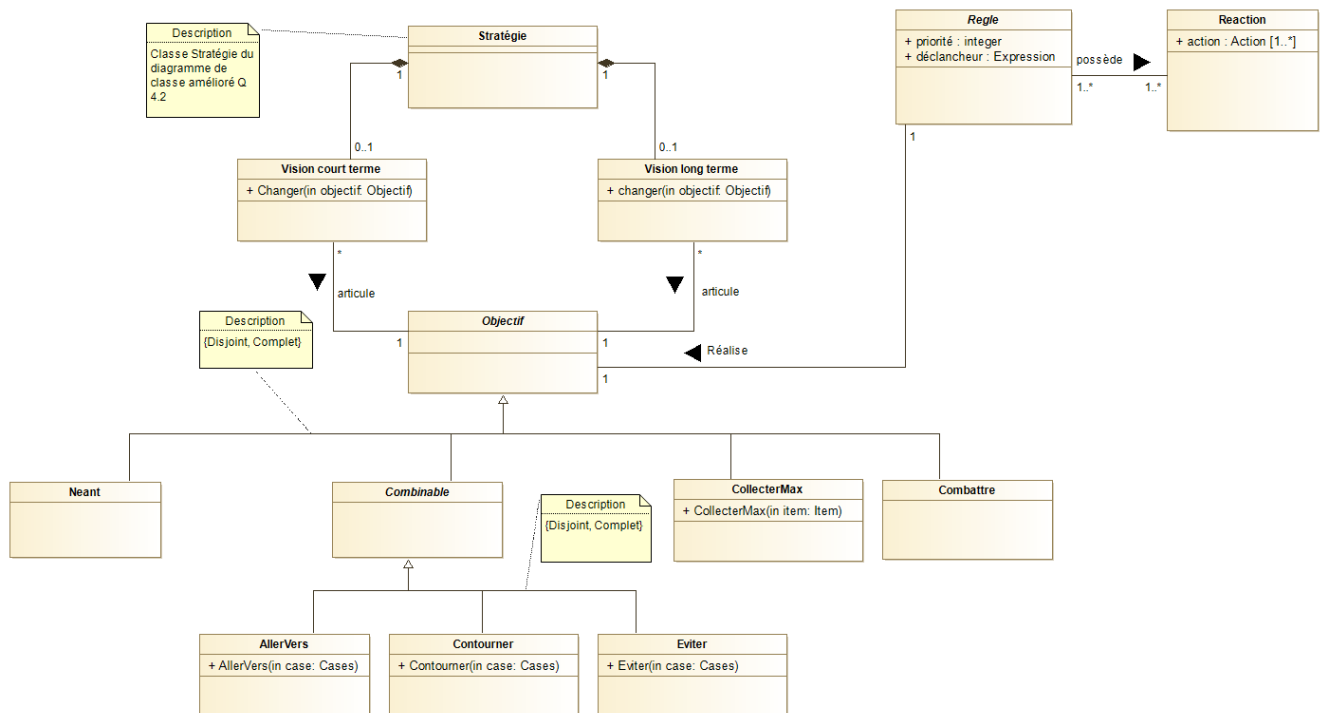 Description
Classe Stratégie du
diagramme de
classe amélioré Q
4.2
Stratégie
1
1
0..1
0..1
Regle
+ priorité : integer
+ déclancheur : Expression
possède
1..*
1..*
Reaction
+ action : Action [1..*]
1
Vision court terme
+ Changer(in objectif: Objectif)
Vision long terme
+ changer(in objectif: Objectif)
*
articule
*
articule
Description
{Disjoint, Complet}
Objectif
1
1
1
Réalise
Neant
Combinable
Description
{Disjoint, Complet}
CollecterMax
+ CollecterMax(in item: Item)
Combattre
AllerVers
+ AllerVers(in case: Cases)
Contourner
+ Contourner(in case: Cases)
Eviter
+ Eviter(in case: Cases)